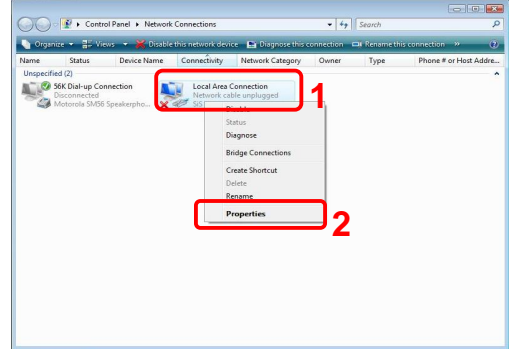 Control Panel Network Connections Search
Organize Views Disable this network device Diagnose this connection Rename this connection »
Name Status Device Name Connectivity Network Category Owner Type Phone # or Host Addre...
Unspecified (2)
56K Dial-up Connection
Disconnected
Motorola SM56 Speakerpho...
Local Area Connection
Network cable unplugged
1
Disable
Status
Diagnose
Bridge Connections
Create Shortcut
Delete
Rename
Properties
2